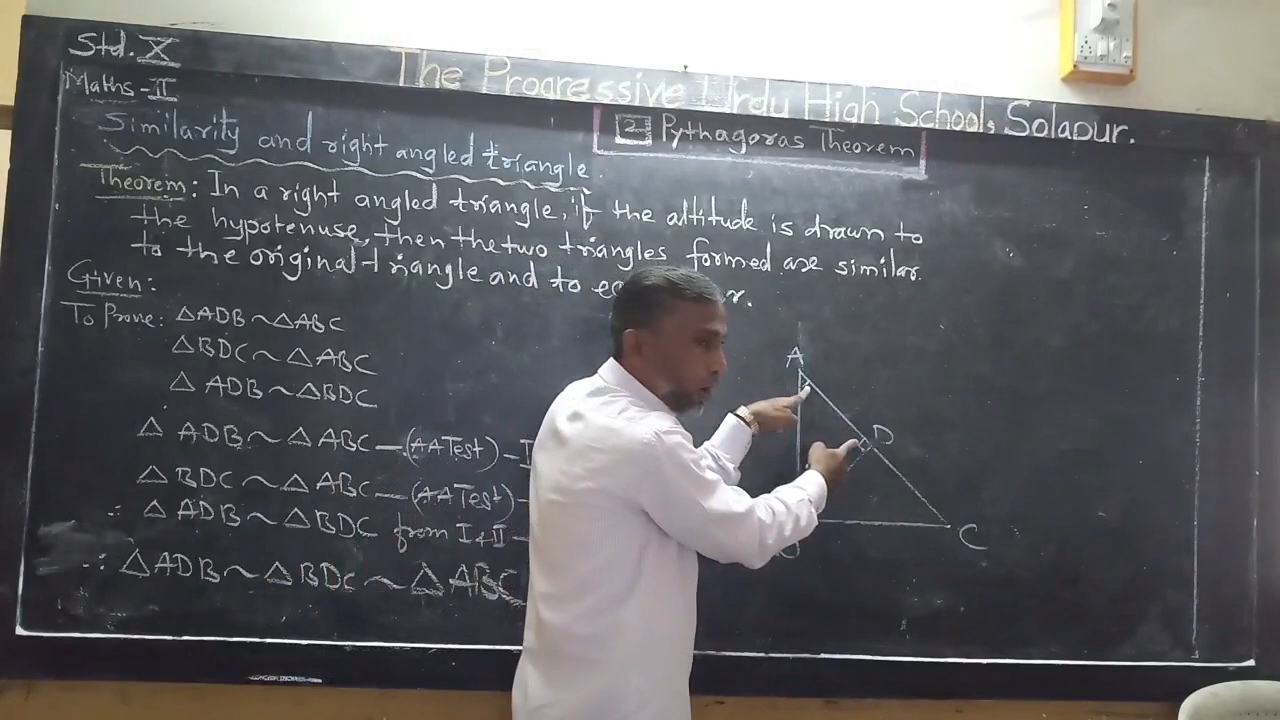 Std. X
The Progressive Urdu High School, Solapur.
Maths-II
2 Pythagoras Theorem
Similarity and right angled triangle.
Theorem: In a right angled triangle, if the altitude is drawn to
the hypotenuse, then the two triangles formed are similar.
to the original triangle and to
Given:
To Prove: △ADB ~ △ABC
△BDC ~ △ABC
△ ADB ~ △BDC
△ ADB ~ △ABC — (AA Test) - I
△ BDC ~ △ABC — (AA Test) -
∴ △ ADB ~ △BDC from I & II -
∴ △ADB ~ △BDC ~ △ABC
A
D
C